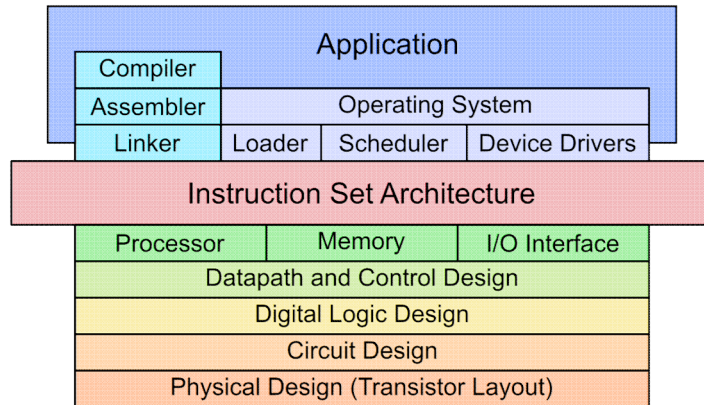 Application
Compiler
Assembler
Operating System
Linker
Loader
Scheduler
Device Drivers
Instruction Set Architecture
Processor
Memory
I/O Interface
Datapath and Control Design
Digital Logic Design
Circuit Design
Physical Design (Transistor Layout)